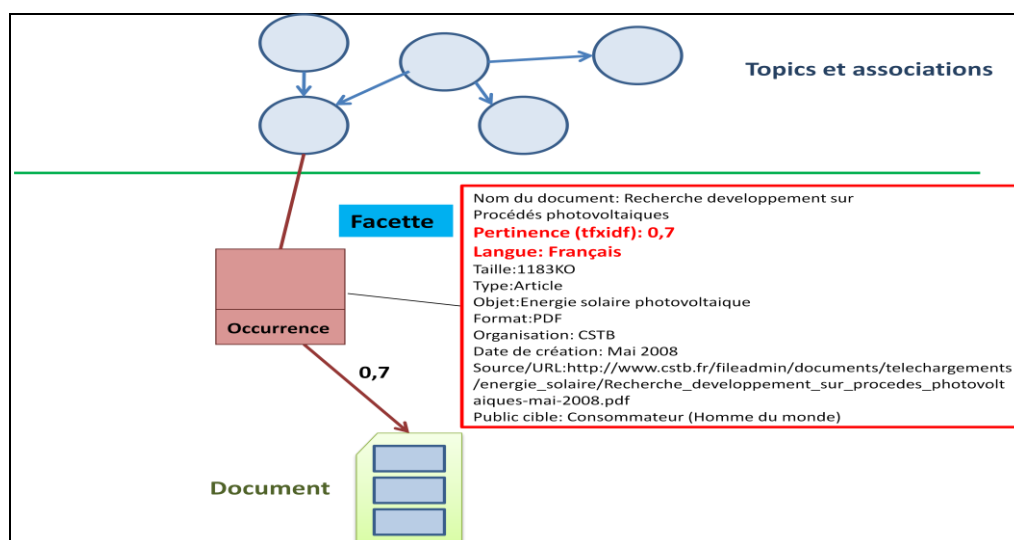 Topics et associations
Facette
Nom du document: Recherche developpement sur
Procédés photovoltaiques
Pertinence (tfxidf): 0,7
Langue: Français
Taille:1183KO
Type:Article
Objet:Energie solaire photovoltaique
Format:PDF
Organisation: CSTB
Date de création: Mai 2008
Source/URL:http://www.cstb.fr/fileadmin/documents/telechargements
/energie_solaire/Recherche_developpement_sur_procedes_photovolt
aiques-mai-2008.pdf
Public cible: Consommateur (Homme du monde)
Occurrence
0,7
Document